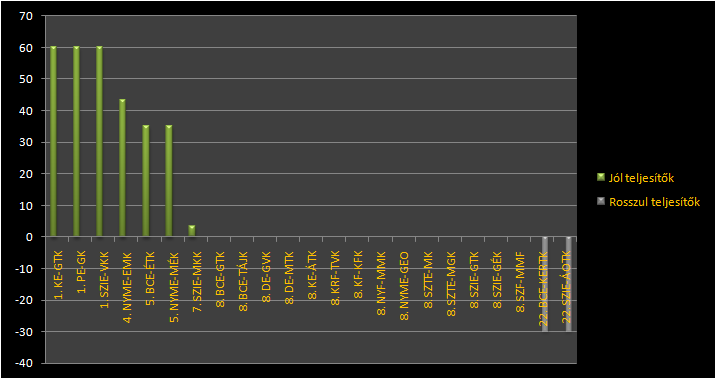 70
60
50
40
30
20
10
0
-10
-20
-30
-40
1. KE-GTK
1. PE-GK
1 SZIE-VKK
4. NYME-EMK
5. BCE-ÉTK
5. NYME-MÉK
7. SZIE-MKK
8. BCE-GTK
8. BCE-TÁJK
8. DE-GVK
8. DE-MTK
8. KE-ÁTK
8. KRF-TVK
8. KF-KFK
8. NYF-MMK
8. NYME-GEO
8 SZTE-MK
8. SZTE-MGK
8 SZIE-GTK
8. SZIE-GÉK
8. SZF-MMF
22. BCE-KERTK
22. SZIE-ÁOTK
Jól teljesítők
Rosszul teljesítők